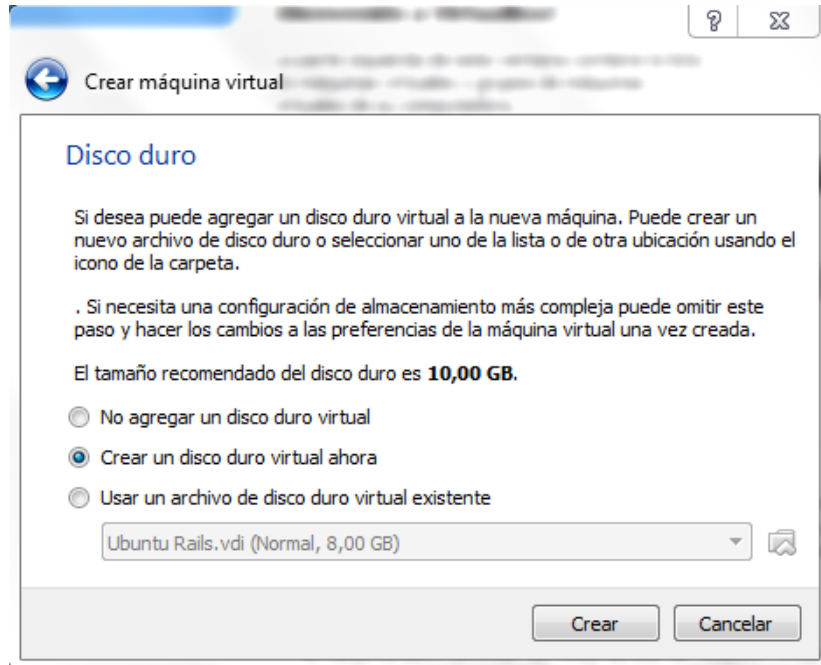 Crear máquina virtual
Disco duro
Si desea puede agregar un disco duro virtual a la nueva máquina. Puede crear un
nuevo archivo de disco duro o seleccionar uno de la lista o de otra ubicación usando el
icono de la carpeta.
. Si necesita una configuración de almacenamiento más compleja puede omitir este
paso y hacer los cambios a las preferencias de la máquina virtual una vez creada.
El tamaño recomendado del disco duro es 10,00 GB.
No agregar un disco duro virtual
Crear un disco duro virtual ahora
Usar un archivo de disco duro virtual existente
Ubuntu Rails.vdi (Normal, 8,00 GB)
Crear
Cancelar